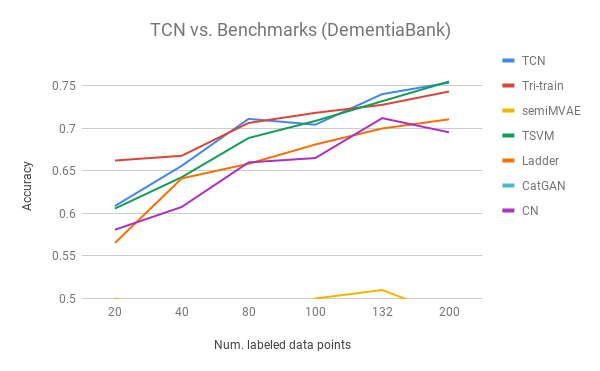 TCN vs. Benchmarks (DementiaBank)
0.75
0.7
0.65
0.6
0.55
0.5
Accuracy
20 40 80 100 132 200
Num. labeled data points
TCN
Tri-train
semiMVAE
TSVM
Ladder
CatGAN
CN